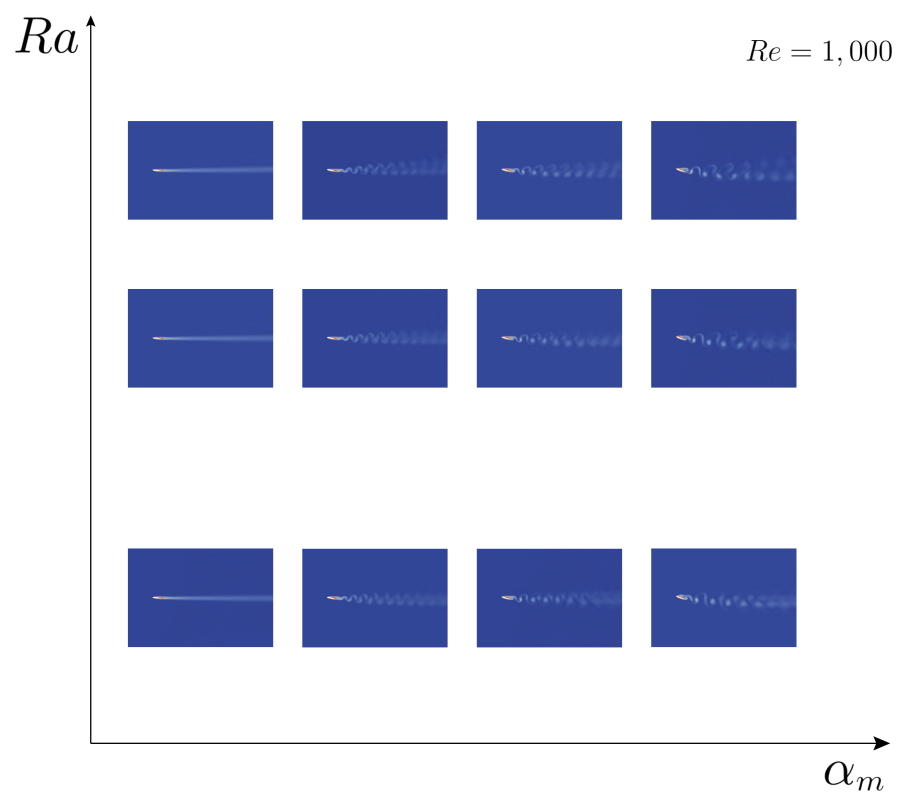 Ra
Re = 1,000
αm